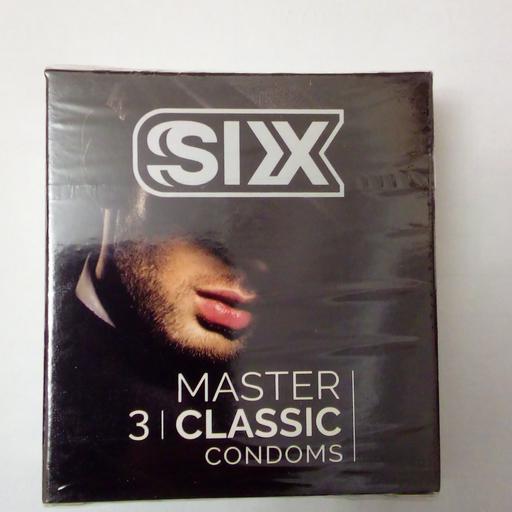 SIX
MASTER
3 | CLASSIC
CONDOMS